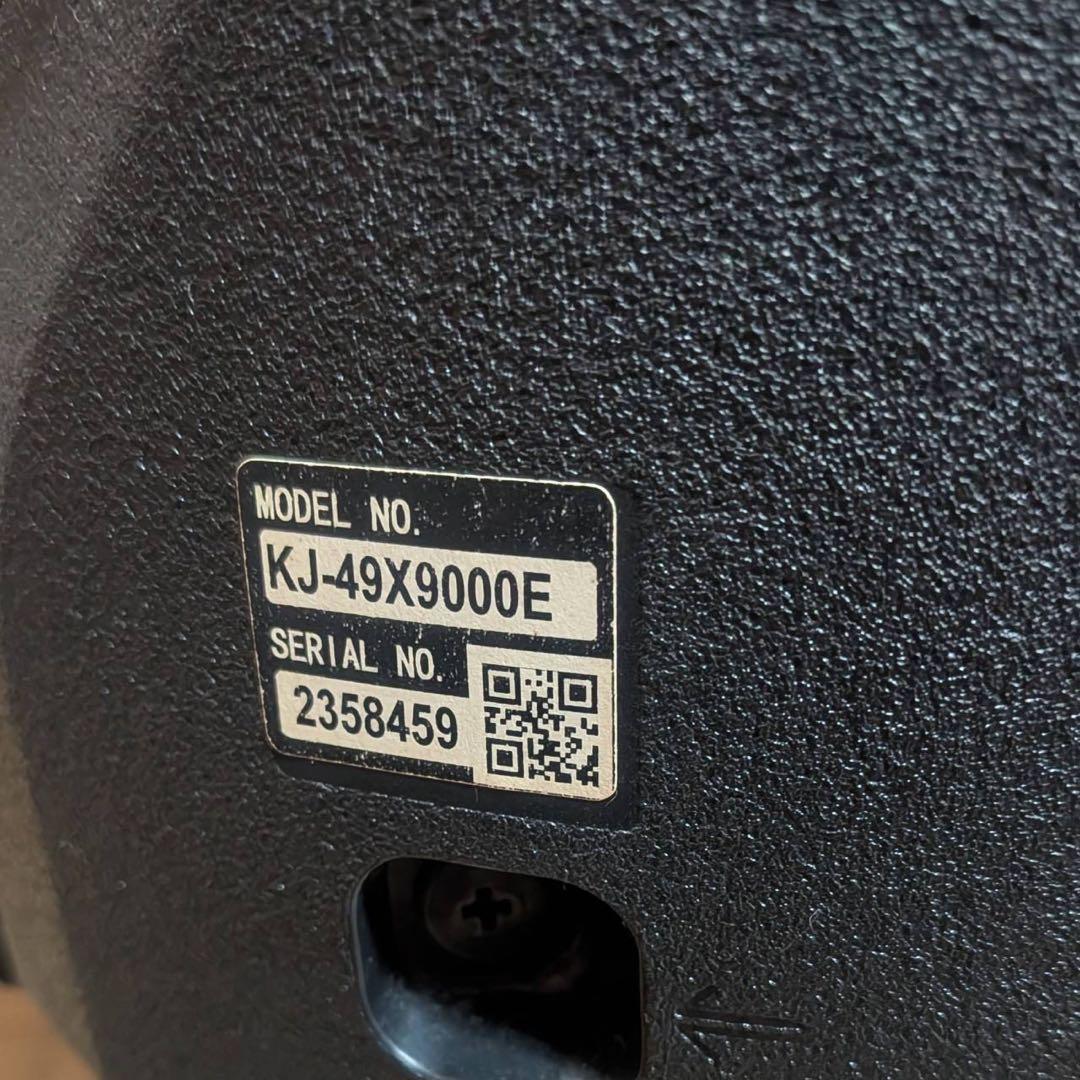 MODEL NO.
KJ-49X9000E
SERIAL NO.
2358459